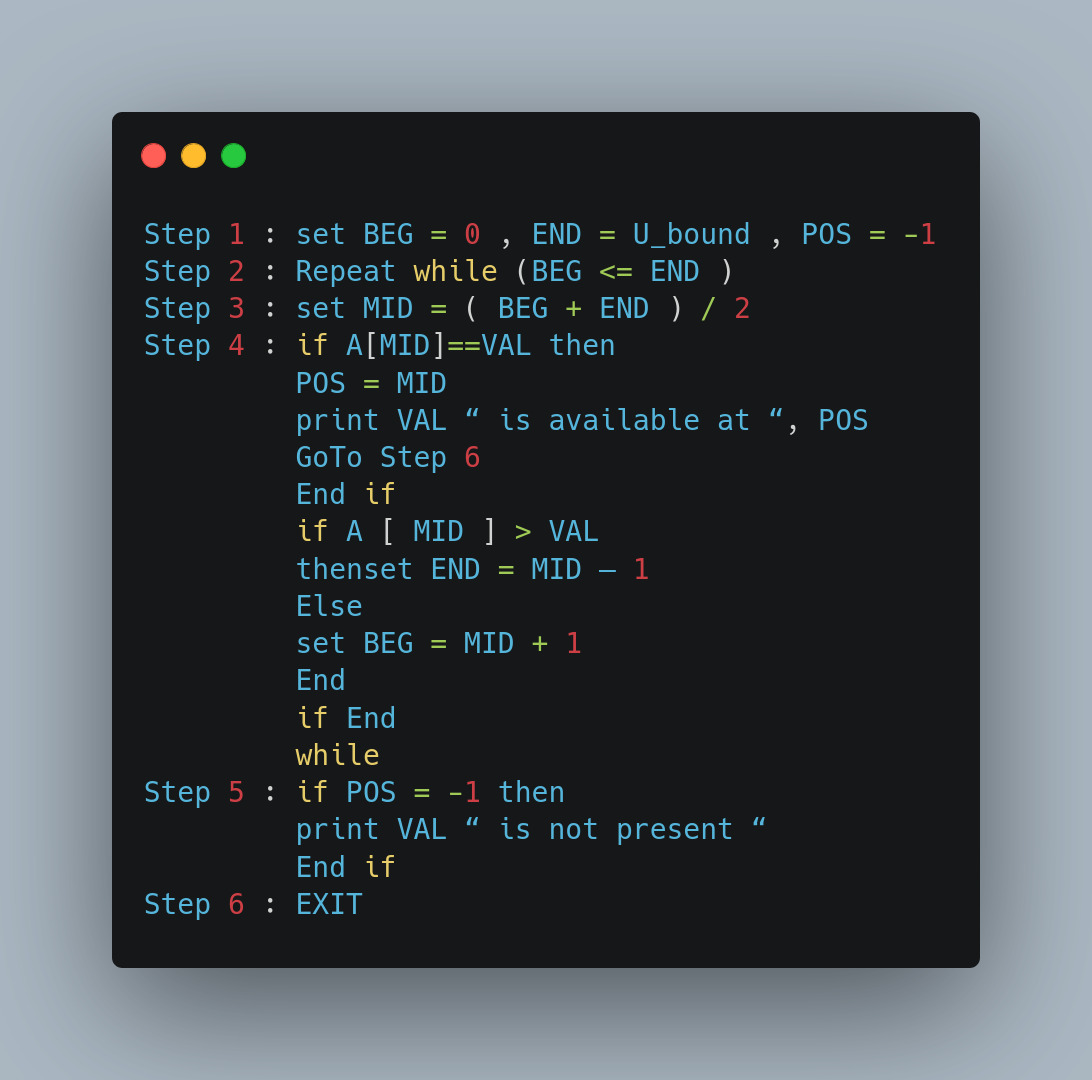 Step 1 : set BEG = 0 , END = U_bound , POS = -1
Step 2 : Repeat while (BEG <= END )
Step 3 : set MID = ( BEG + END ) / 2
Step 4 : if A[MID]==VAL then
POS = MID
print VAL “ is available at “, POS
GoTo Step 6
End if
if A [ MID ] > VAL
thenset END = MID – 1
Else
set BEG = MID + 1
End
if End
while
Step 5 : if POS = -1 then
print VAL “ is not present “
End if
Step 6 : EXIT